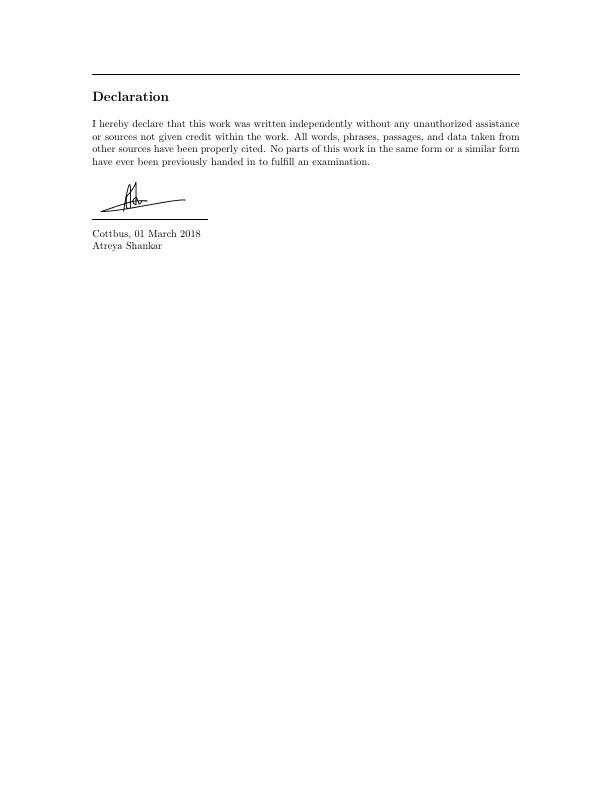 Declaration
I hereby declare that this work was written independently without any unauthorized assistance
or sources not given credit within the work. All words, phrases, passages, and data taken from
other sources have been properly cited. No parts of this work in the same form or a similar form
have ever been previously handed in to fulfill an examination.
Cottbus, 01 March 2018
Atreya Shankar